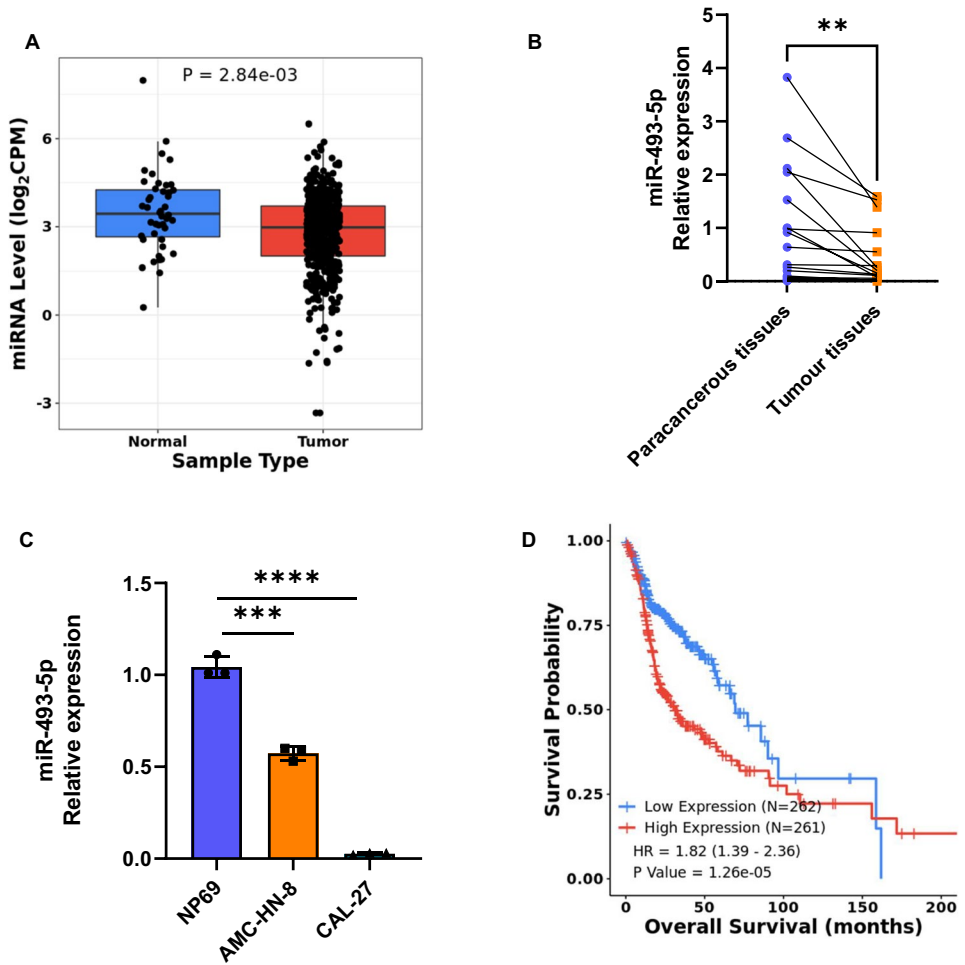 A
P = 2.84e-03
miRNA Level (log₂CPM)
6
3
0
-3
Normal
Tumor
Sample Type
B
**
miR-493-5p
Relative expression
5
4
3
2
1
0
Paracancerous tissues
Tumour tissues
C
****
***
miR-493-5p
Relative expression
1.5
1.0
0.5
0.0
NP69
AMC-HN-8
CAL-27
D
Survival Probability
1.00
0.75
0.50
0.25
0.00
Low Expression (N=262)
High Expression (N=261)
HR = 1.82 (1.39 - 2.36)
P Value = 1.26e-05
0
50
100
150
200
Overall Survival (months)